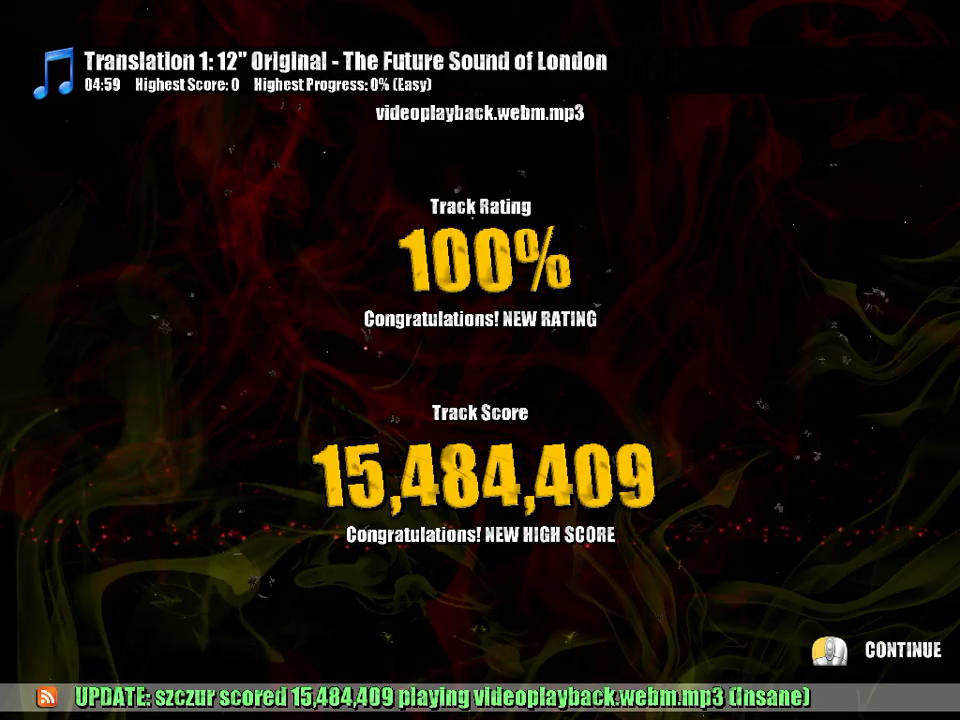 Translation 1: 12" Original - The Future Sound of London
04:59 Highest Score: 0 Highest Progress: 0% (Easy)
videoplayback.webm.mp3
Track Rating
100%
Congratulations! NEW RATING
Track Score
15,484,409
Congratulations! NEW HIGH SCORE
CONTINUE
UPDATE: szczur scored 15,484,409 playing videoplayback.webm.mp3 (Insane)